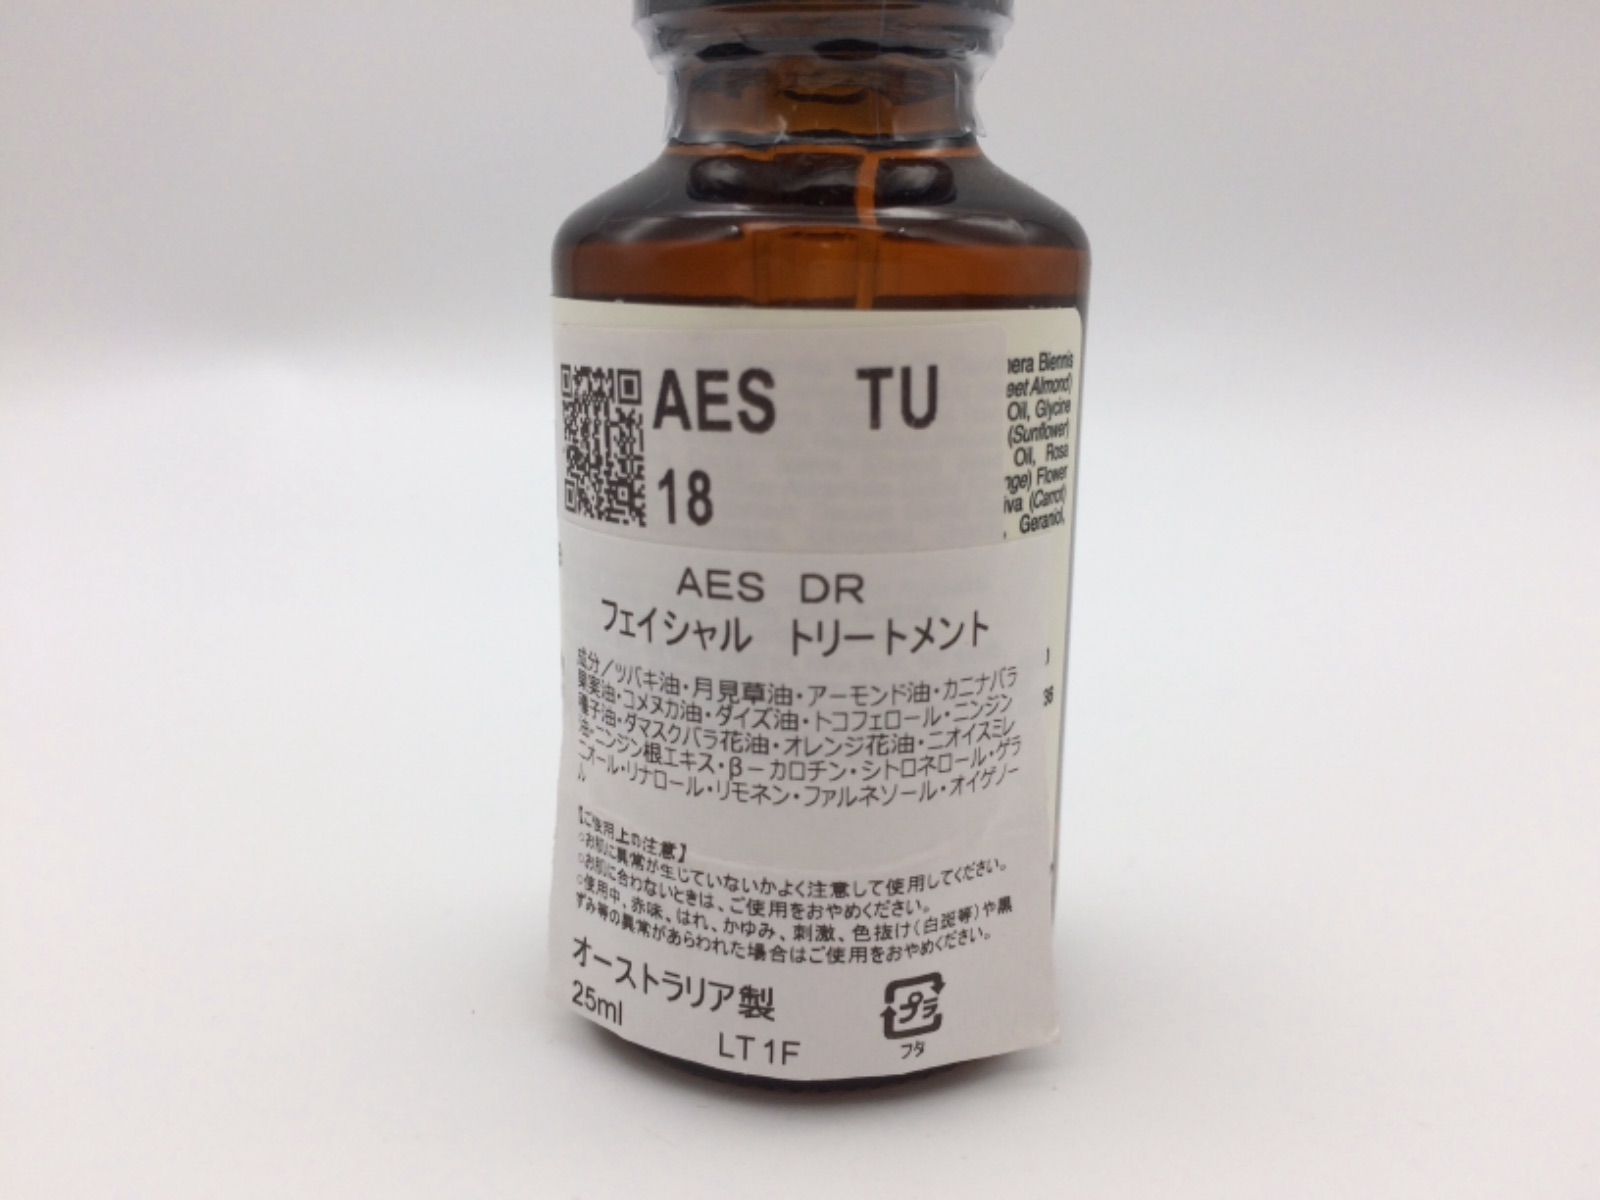 AES TU
18
era Biennis
eet Almond)
Oil, Glycine
(Sunflower)
Oil, Rosa
nge) Flower
iva (Carrot)
, Geraniol,
AES DR
フェイシャル トリートメント
成分／ツバキ油・月見草油・アーモンド油・カニナバラ
果実油・コメヌカ油・ダイズ油・トコフェロール・ニンジン
種子油・ダマスクバラ花油・オレンジ花油・ニオイスミレ
油・ニンジン根エキス・β－カロチン・シトロネロール・ゲラ
ニオール・リナロール・リモネン・ファルネソール・オイゲノー
ル
【ご使用上の注意】
○お肌に異常が生じていないかよく注意して使用してください。
○お肌に合わないときは、ご使用をおやめください。
○使用中、赤味、はれ、かゆみ、刺激、色抜け（白斑等）や黒
ずみ等の異常があらわれた場合はご使用をおやめください。
オーストラリア製
25ml
LT 1F
プラ
フタ